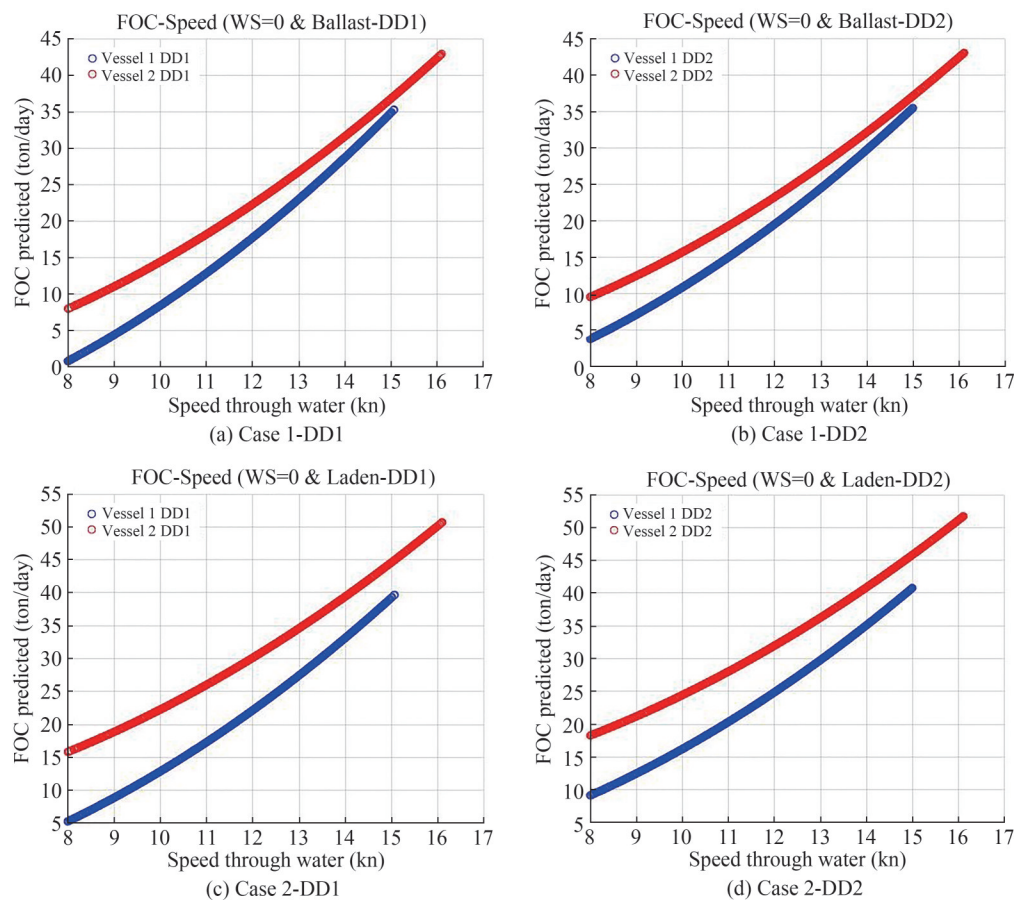 FOC-Speed (WS=0 & Ballast-DD1)
45
40
35
30
25
20
15
10
5
0
Vessel 1 DD1
Vessel 2 DD1
FOC predicted (ton/day)
8 9 10 11 12 13 14 15 16 17
Speed through water (kn)
(a) Case 1-DD1
FOC-Speed (WS=0 & Ballast-DD2)
45
40
35
30
25
20
15
10
5
0
Vessel 1 DD2
Vessel 2 DD2
FOC predicted (ton/day)
8 9 10 11 12 13 14 15 16 17
Speed through water (kn)
(b) Case 1-DD2
FOC-Speed (WS=0 & Laden-DD1)
55
50
45
40
35
30
25
20
15
10
5
Vessel 1 DD1
Vessel 2 DD1
FOC predicted (ton/day)
8 9 10 11 12 13 14 15 16 17
Speed through water (kn)
(c) Case 2-DD1
FOC-Speed (WS=0 & Laden-DD2)
55
50
45
40
35
30
25
20
15
10
5
Vessel 1 DD2
Vessel 2 DD2
FOC predicted (ton/day)
8 9 10 11 12 13 14 15 16 17
Speed through water (kn)
(d) Case 2-DD2